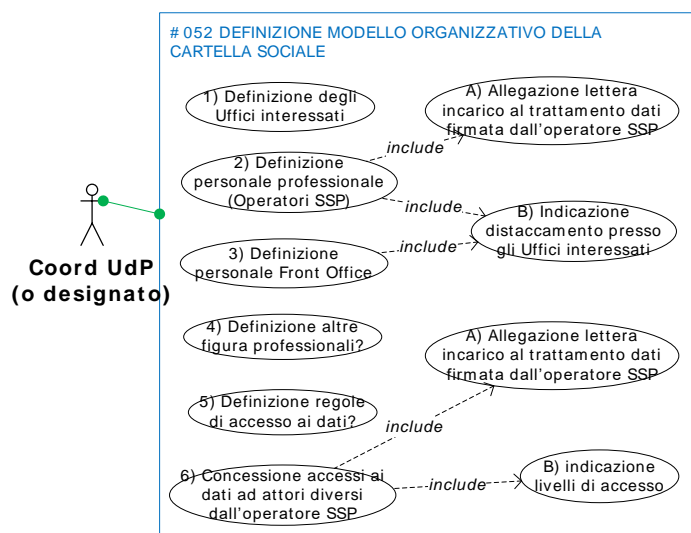 # 052 DEFINIZIONE MODELLO ORGANIZZATIVO DELLA
CARTELLA SOCIALE
1) Definizione degli
Uffici interessati
A) Allegazione lettera
incarico al trattamento dati
firmata dall'operatore SSP
include
2) Definizione
personale professionale
(Operatori SSP)
include
B) Indicazione
distaccamento presso
gli Uffici interessati
3) Definizione
personale Front Office
include
Coord UdP
(o designato)
4) Definizione altre
figura professionali?
A) Allegazione lettera
incarico al trattamento dati
firmata dall'operatore SSP
5) Definizione regole
di accesso ai dati?
include
6) Concessione accessi ai
dati ad attori diversi
dall'operatore SSP
include
B) indicazione
livelli di accesso